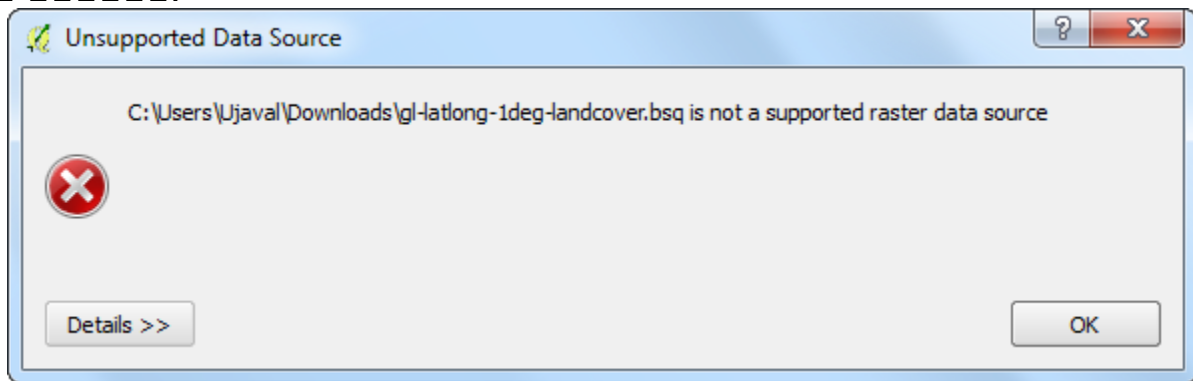 Unsupported Data Source
C:\Users\Ujaval\Downloads\gl-latlong-1deg-landcover.bsq is not a supported raster data source
Details >>
OK